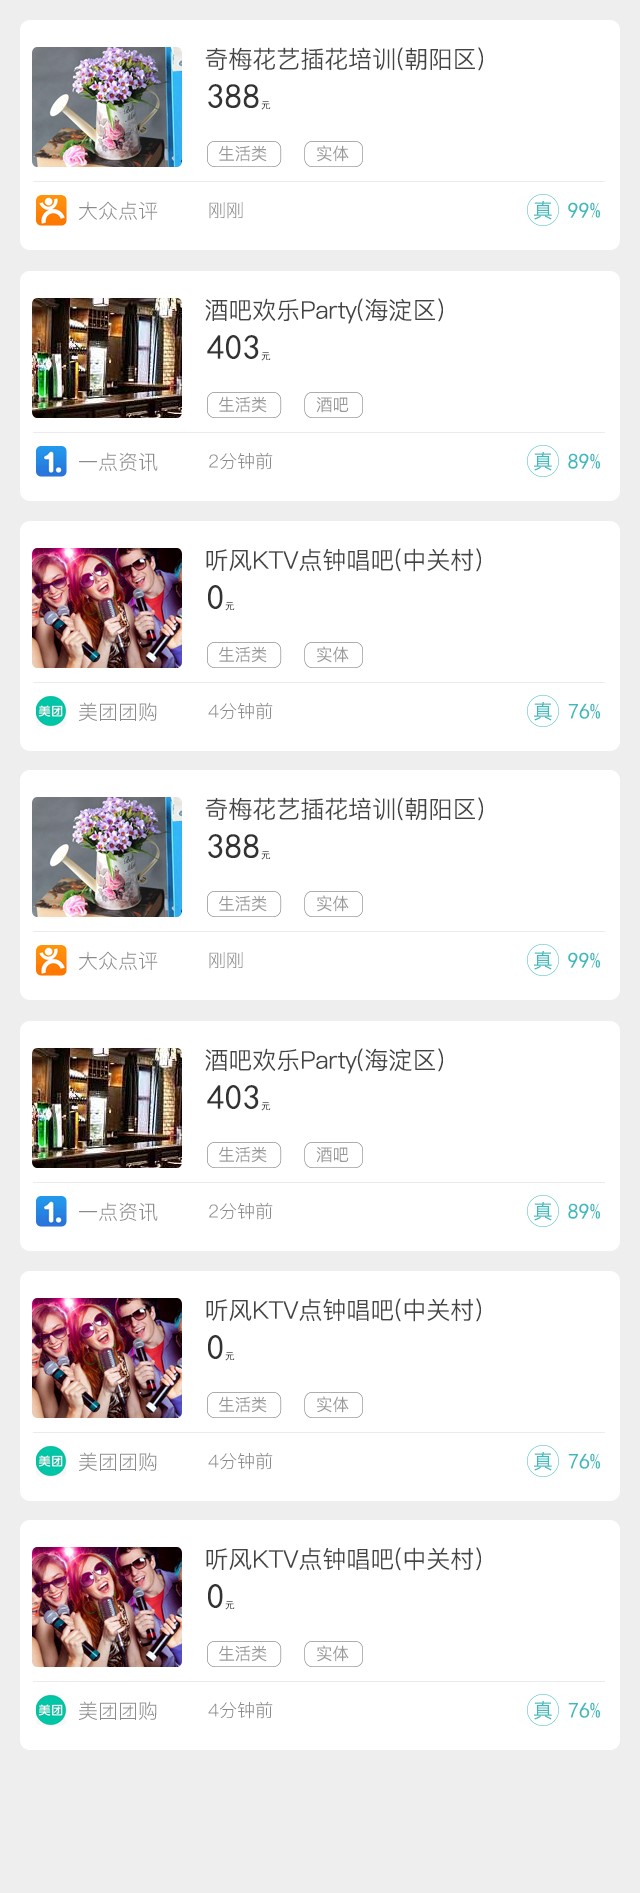 奇梅花艺插花培训(朝阳区)
388元
生活类 实体
大众点评 刚刚 真 99%
酒吧欢乐Party(海淀区)
403元
生活类 酒吧
1. 一点资讯 2分钟前 真 89%
听风KTV点钟唱吧(中关村)
0元
生活类 实体
美团 美团团购 4分钟前 真 76%
奇梅花艺插花培训(朝阳区)
388元
生活类 实体
大众点评 刚刚 真 99%
酒吧欢乐Party(海淀区)
403元
生活类 酒吧
1. 一点资讯 2分钟前 真 89%
听风KTV点钟唱吧(中关村)
0元
生活类 实体
美团 美团团购 4分钟前 真 76%
听风KTV点钟唱吧(中关村)
0元
生活类 实体
美团 美团团购 4分钟前 真 76%